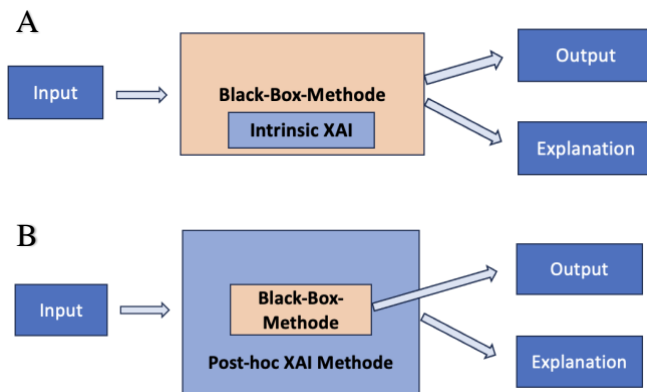 A
Input
Black-Box-Methode
Intrinsic XAI
Output
Explanation
B
Input
Black-Box-
Methode
Post-hoc XAI Methode
Output
Explanation